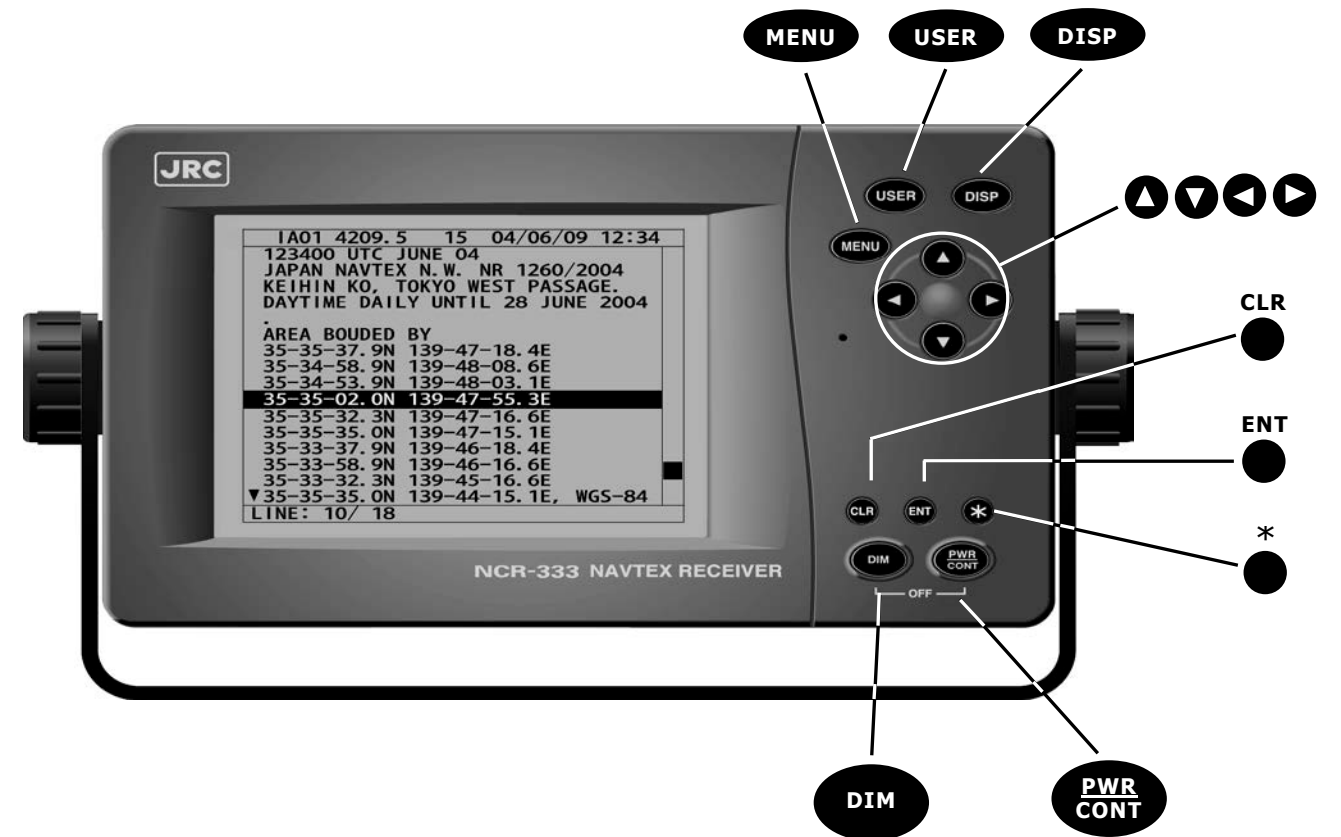 MENU USER DISP
JRC
USER DISP
MENU
IA01 4209.5 15 04/06/09 12:34
123400 UTC JUNE 04
JAPAN NAVTEX N.W. NR 1260/2004
KEIHIN KO, TOKYO WEST PASSAGE.
DAYTIME DAILY UNTIL 28 JUNE 2004
.
AREA BOUDED BY
35-35-37.9N 139-47-18.4E
35-34-58.9N 139-48-08.6E
35-34-53.9N 139-48-03.1E
35-35-02.0N 139-47-55.3E
35-35-32.3N 139-47-16.6E
35-35-35.0N 139-47-15.1E
35-33-37.9N 139-46-18.4E
35-33-58.9N 139-46-16.6E
35-33-32.3N 139-45-16.6E
▼35-35-35.0N 139-44-15.1E, WGS-84
LINE: 10/ 18
CLR
ENT
*
CLR ENT *
DIM PWR
CONT
OFF
NCR-333 NAVTEX RECEIVER
DIM
PWR
CONT